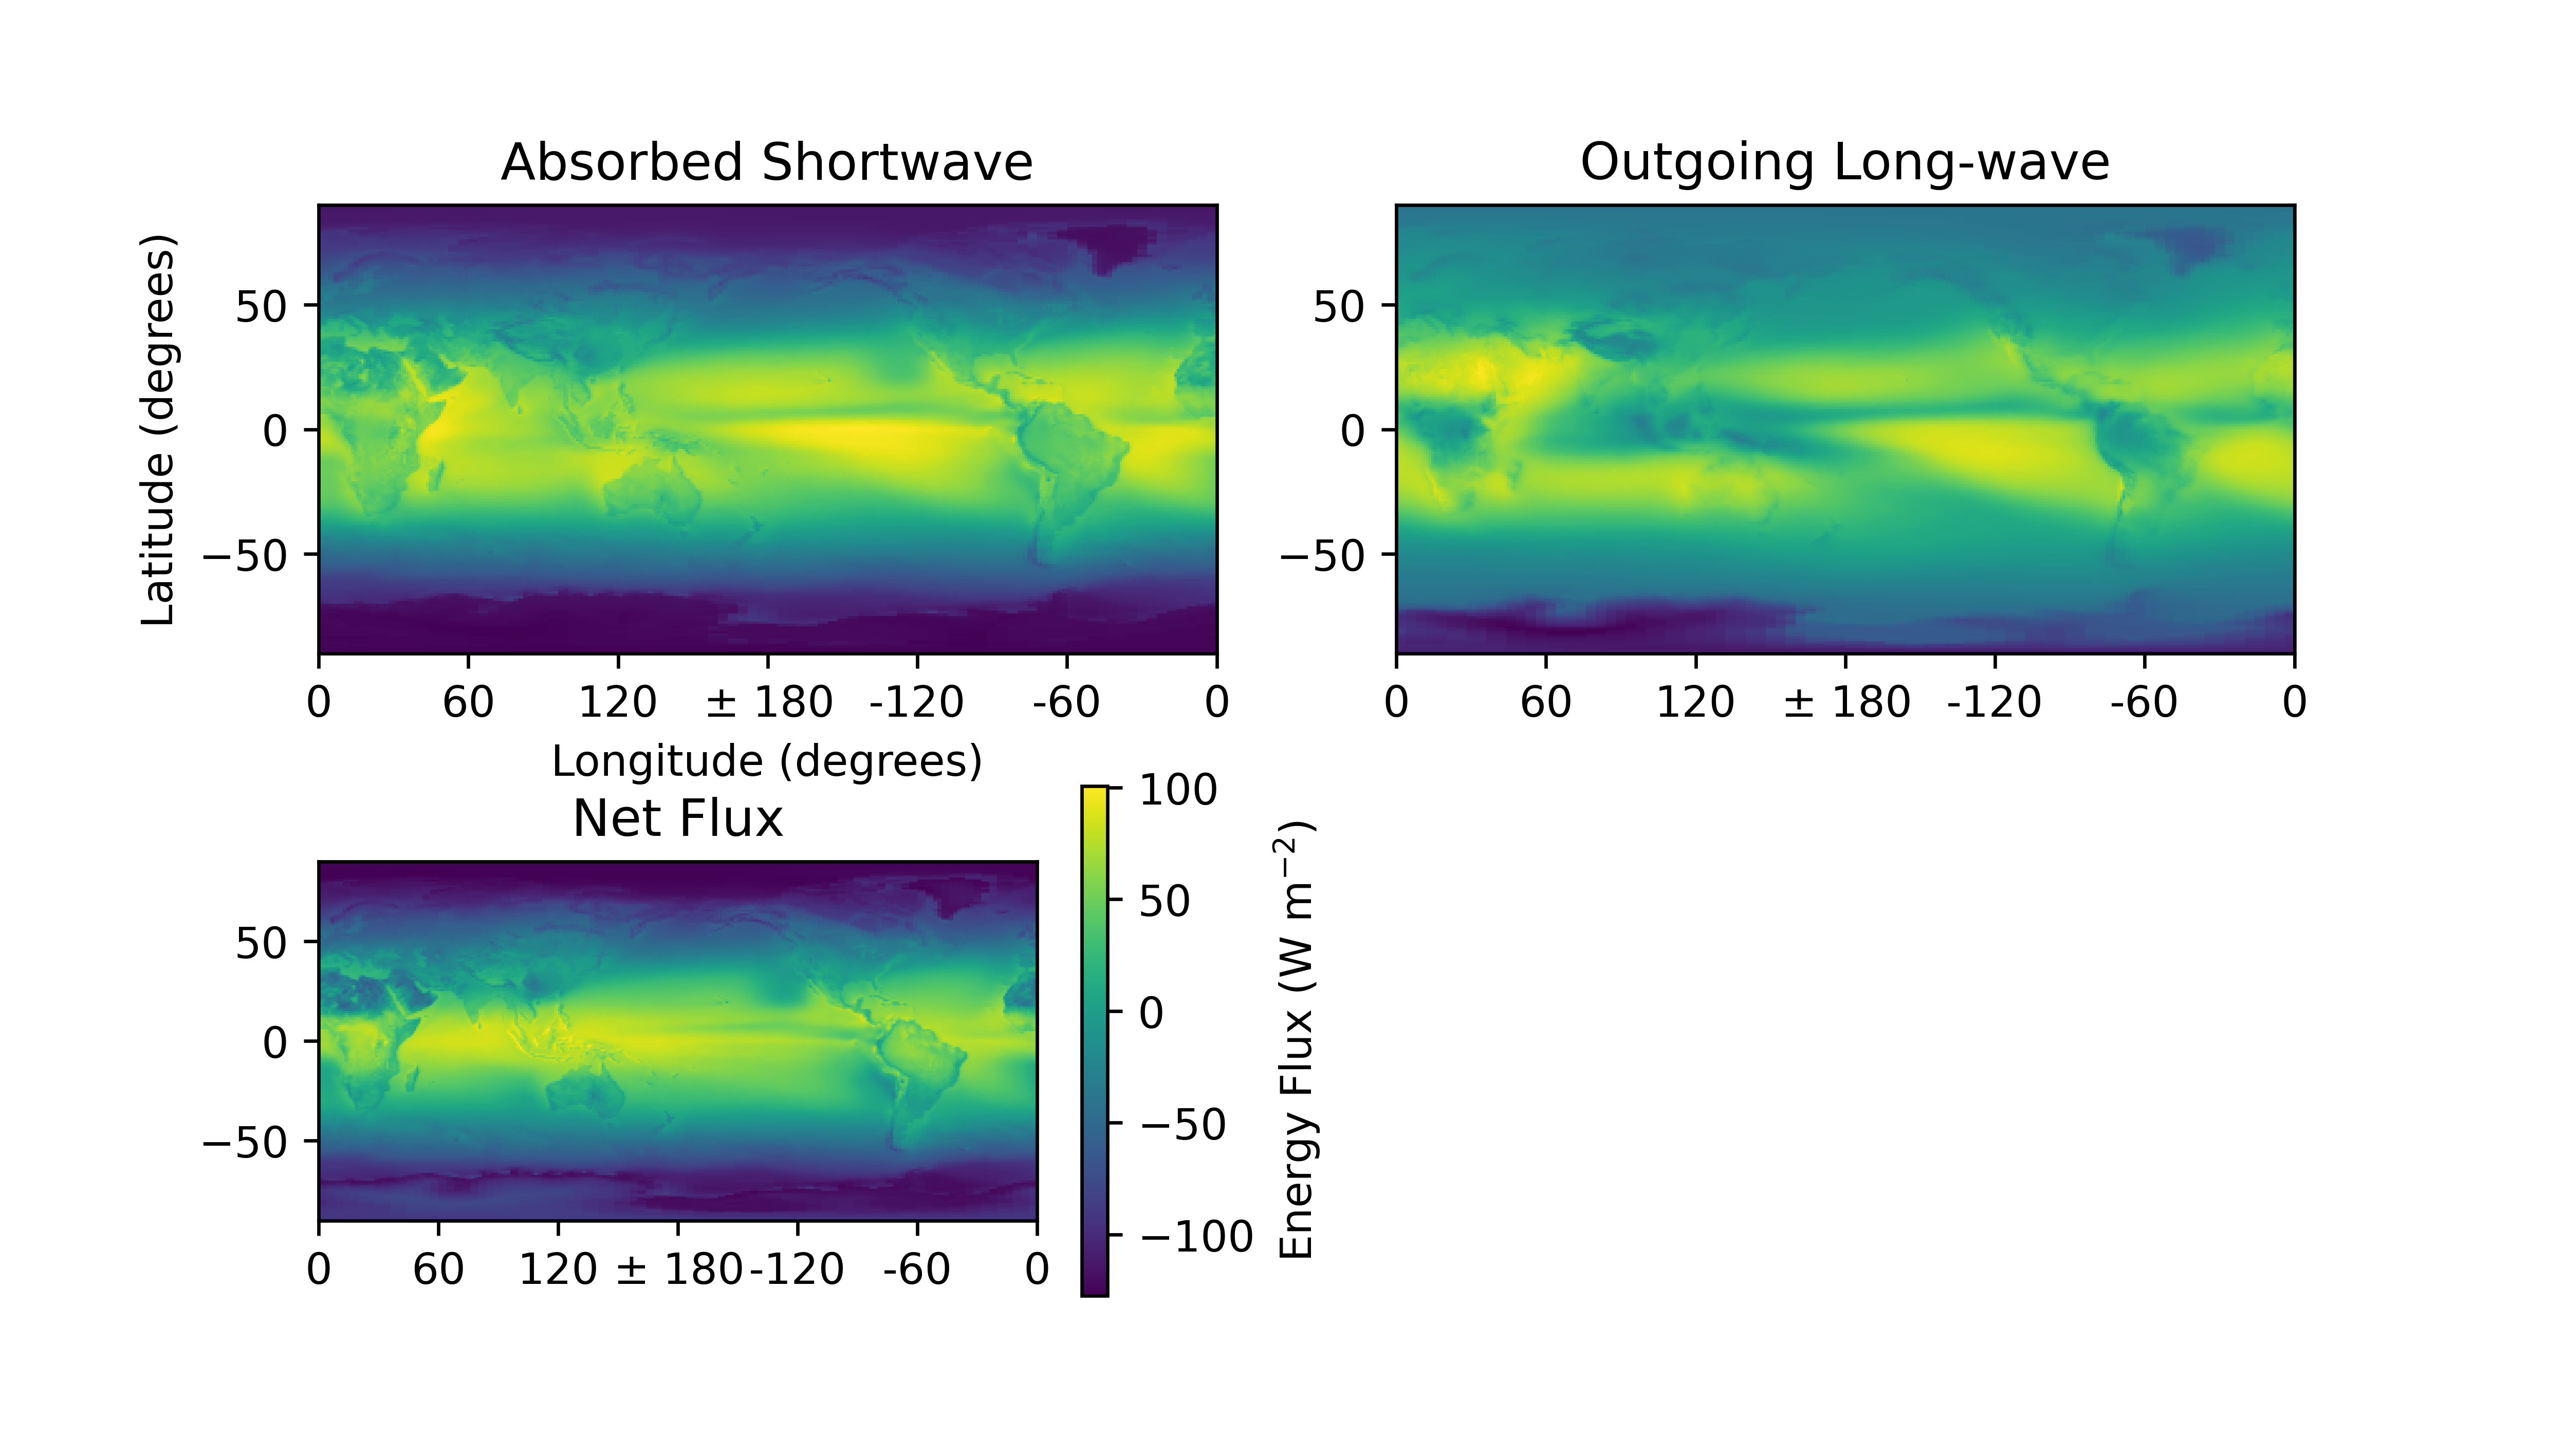 Absorbed Shortwave
Latitude (degrees)
50
0
−50
0 60 120 ± 180 -120 -60 0
Longitude (degrees)
Outgoing Long-wave
50
0
−50
0 60 120 ± 180 -120 -60 0
Net Flux
50
0
−50
0 60 120 ± 180 -120 -60 0
100
50
0
−50
−100
Energy Flux (W m⁻²)